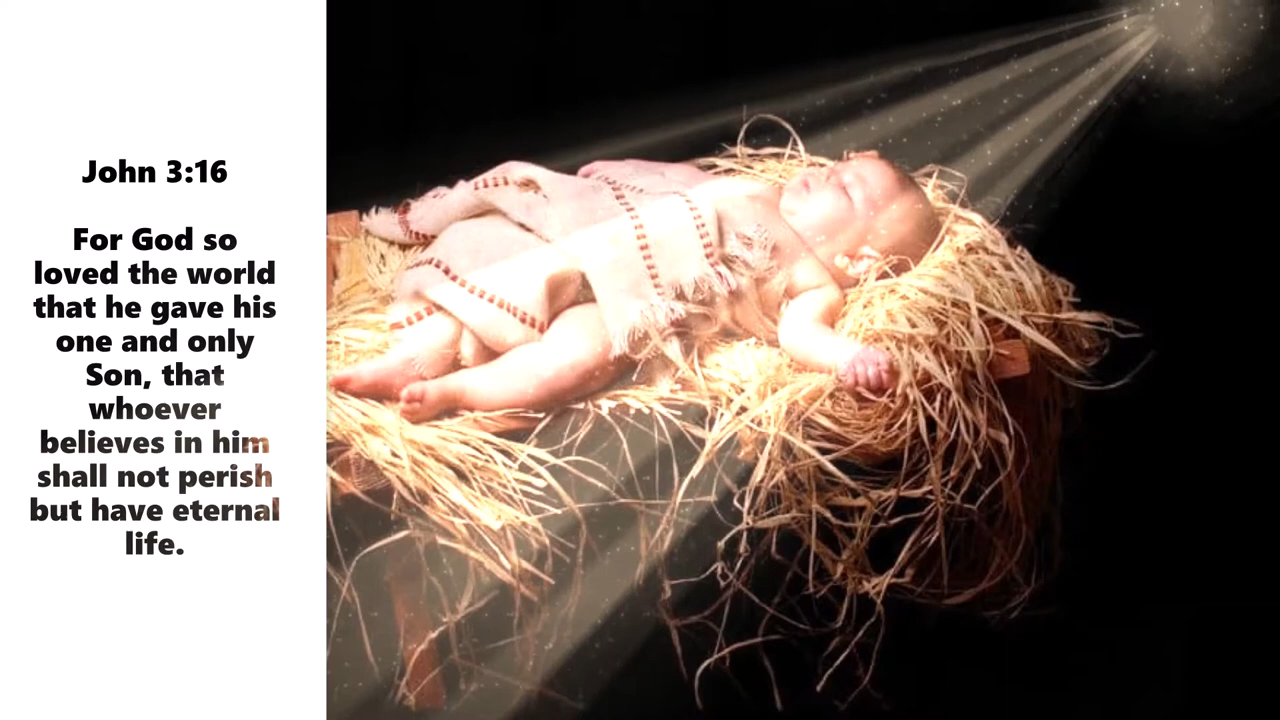 John 3:16
For God so
loved the world
that he gave his
one and only
Son, that
whoever
believes in him
shall not perish
but have eternal
life.